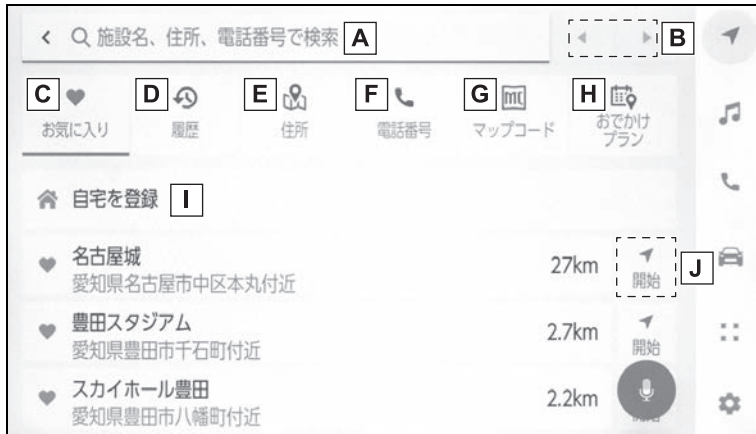 施設名、住所、電話番号で検索 A
B
C D E F G H
お気に入り 履歴 住所 電話番号 マップコード おでかけ
プラン
自宅を登録 I
名古屋城
愛知県名古屋市中区本丸付近
27km
開始
J
豊田スタジアム
愛知県豊田市千石町付近
2.7km
開始
スカイホール豊田
愛知県豊田市八幡町付近
2.2km